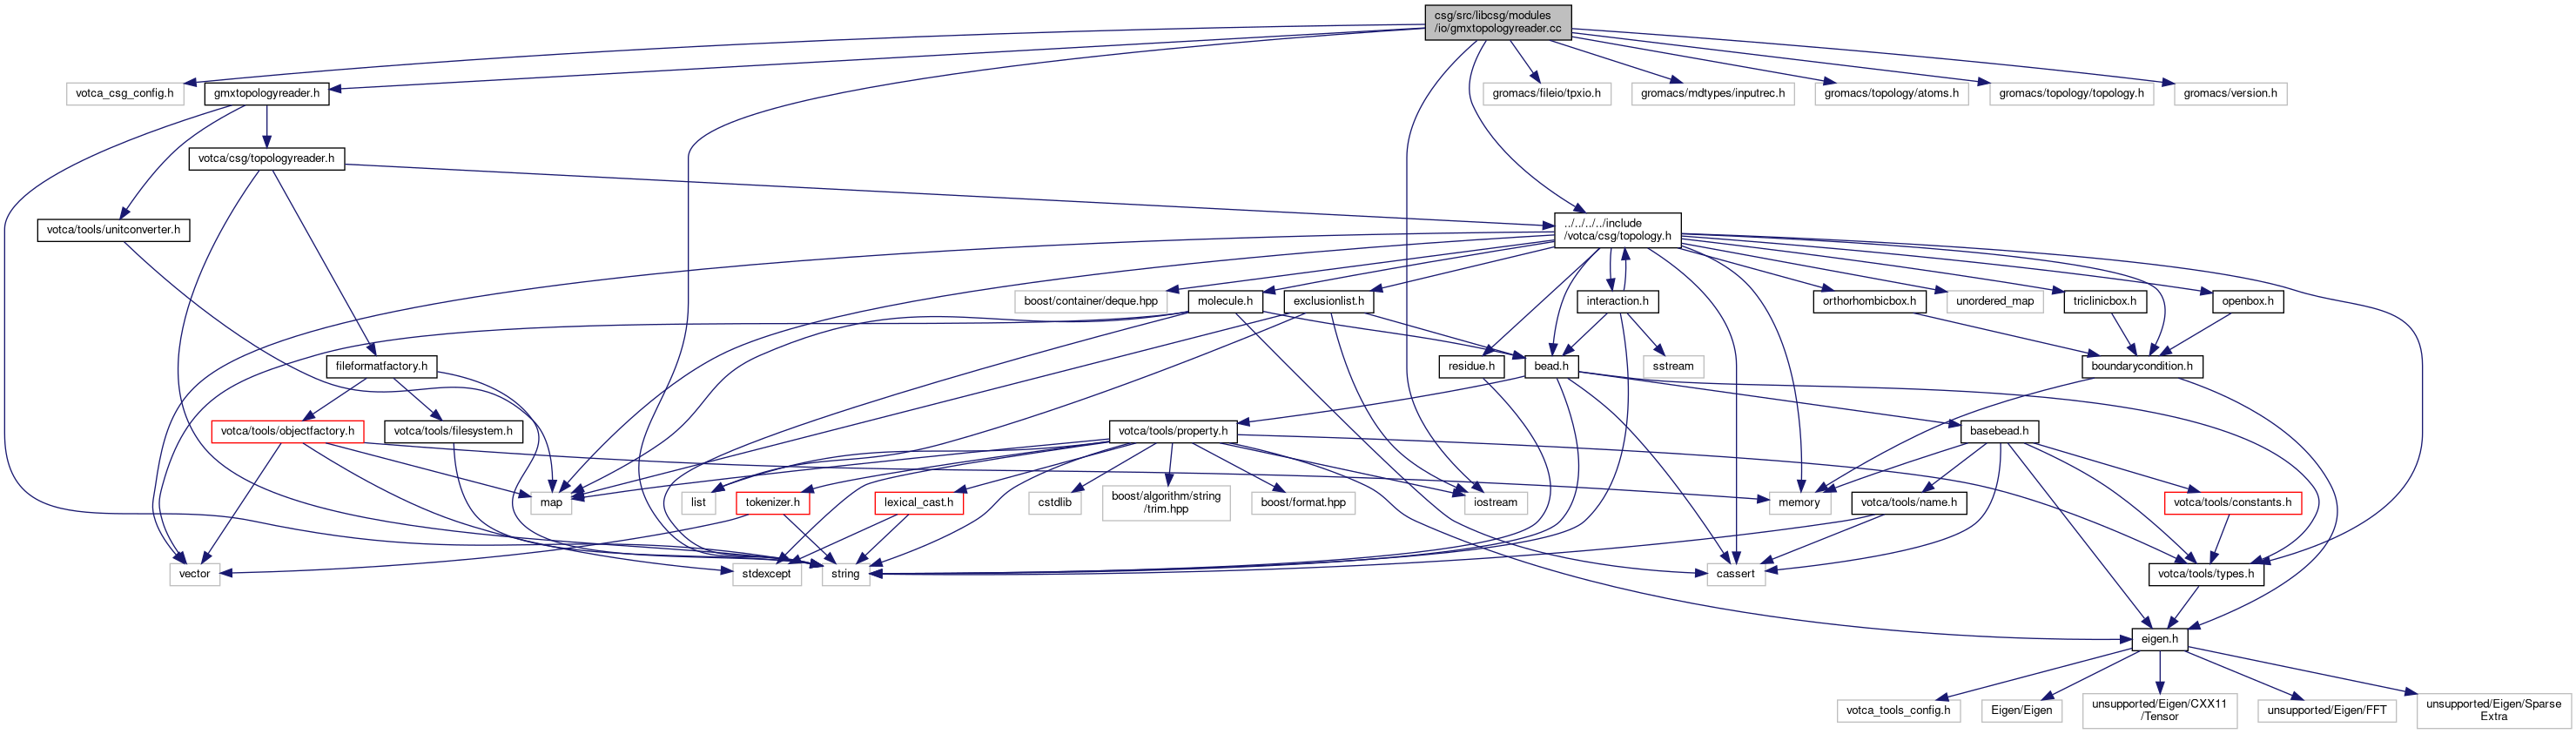 csg/src/libcsg/modules
/io/gmxtopologyreader.cc
votca_csg_config.h
gmxtopologyreader.h
gromacs/fileio/tpxio.h
gromacs/mdtypes/inputrec.h
gromacs/topology/atoms.h
gromacs/topology/topology.h
gromacs/version.h
votca/csg/topologyreader.h
votca/tools/unitconverter.h
../../../../include
/votca/csg/topology.h
boost/container/deque.hpp
molecule.h
exclusionlist.h
interaction.h
orthorhombicbox.h
unordered_map
triclinicbox.h
openbox.h
fileformatfactory.h
residue.h
bead.h
sstream
boundarycondition.h
votca/tools/objectfactory.h
votca/tools/filesystem.h
votca/tools/property.h
basebead.h
map
list
tokenizer.h
lexical_cast.h
cstdlib
boost/algorithm/string
/trim.hpp
boost/format.hpp
iostream
memory
votca/tools/name.h
votca/tools/constants.h
vector
stdexcept
string
cassert
votca/tools/types.h
eigen.h
votca_tools_config.h
Eigen/Eigen
unsupported/Eigen/CXX11
/Tensor
unsupported/Eigen/FFT
unsupported/Eigen/Sparse
Extra